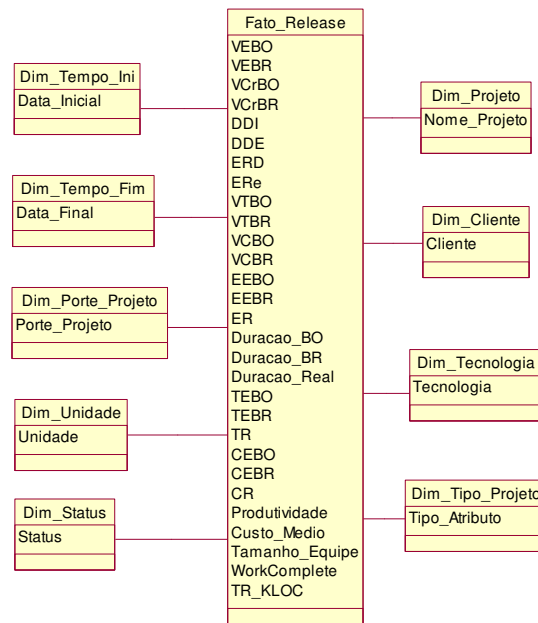 Fato_Release
VEBO
VEBR
VCrBO
VCrBR
DDI
DDE
ERD
ERe
VTBO
VTBR
VCBO
VCBR
EEBO
EEBR
ER
Duracao_BO
Duracao_BR
Duracao_Real
TEBO
TEBR
TR
CEBO
CEBR
CR
Produtividade
Custo_Medio
Tamanho_Equipe
WorkComplete
TR_KLOC
Dim_Tempo_Ini
Data_Inicial
Dim_Tempo_Fim
Data_Final
Dim_Porte_Projeto
Porte_Projeto
Dim_Unidade
Unidade
Dim_Status
Status
Dim_Projeto
Nome_Projeto
Dim_Cliente
Cliente
Dim_Tecnologia
Tecnologia
Dim_Tipo_Projeto
Tipo_Atributo